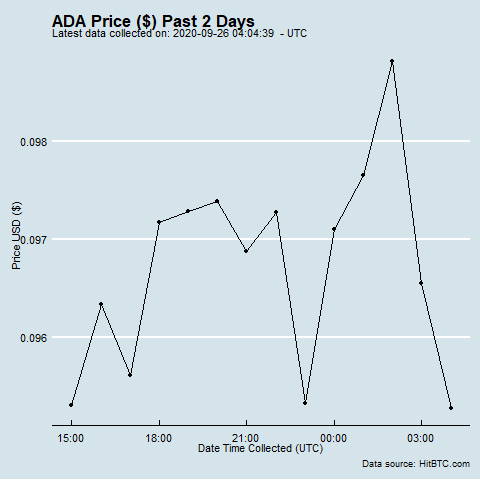 ADA Price ($) Past 2 Days
Latest data collected on: 2020-09-26 04:04:39 - UTC
0.098
0.097
0.096
Price USD ($)
15:00 18:00 21:00 00:00 03:00
Date Time Collected (UTC)
Data source: HitBTC.com